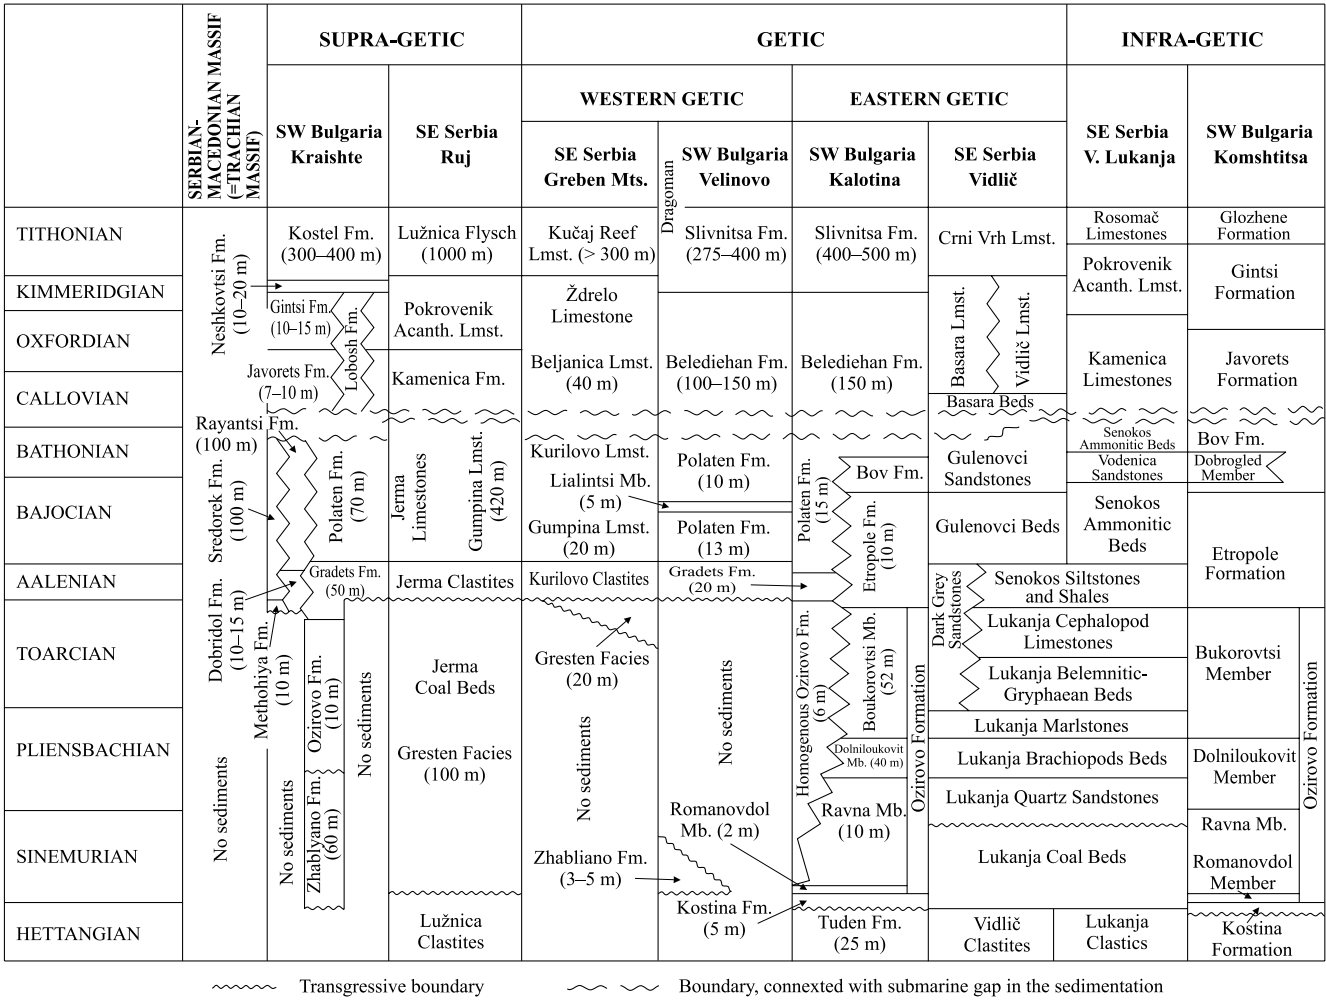 SUPRA-GETIC
GETIC
INFRA-GETIC
WESTERN GETIC
EASTERN GETIC
SERBIAN-
MACEDONIAN MASSIF
(=TRACHIAN
MASSIF)
SW Bulgaria
Kraishte
SE Serbia
Ruj
SE Serbia
Greben Mts.
Dragoman
SW Bulgaria
Velinovo
SW Bulgaria
Kalotina
SE Serbia
Vidlič
SE Serbia
V. Lukanja
SW Bulgaria
Komshtitsa
TITHONIAN
KIMMERIDGIAN
OXFORDIAN
CALLOVIAN
BATHONIAN
BAJOCIAN
AALENIAN
TOARCIAN
PLIENSBACHIAN
SINEMURIAN
HETTANGIAN
Neshkovtsi Fm.
(10–20 m)
Rayantsi Fm.
(100 m)
Sredorek Fm.
(100 m)
Dobridol Fm.
(10–15 m)
Methohiya Fm.
(10 m)
No sediments
Kostel Fm.
(300–400 m)
Gintsi Fm.
(10–15 m)
Lobosh Fm.
Javorets Fm.
(7–10 m)
Polaten Fm.
(70 m)
Gradets Fm.
(50 m)
Ozirovo Fm.
(10 m)
No sediments
Zhablyano Fm.
(60 m)
No sediments
Lužnica Flysch
(1000 m)
Pokrovenik
Acanth. Lmst.
Kamenica Fm.
Jerma
Limestones
Gumpina Lmst.
(420 m)
Jerma Clastites
Jerma
Coal Beds
Gresten Facies
(100 m)
Lužnica
Clastites
Kučaj Reef
Lmst. (> 300 m)
Ždrelo
Limestone
Beljanica Lmst.
(40 m)
Kurilovo Lmst.
Lialintsi Mb.
(5 m)
Gumpina Lmst.
(20 m)
Kurilovo Clastites
Gresten Facies
(20 m)
No sediments
Zhabliano Fm.
(3–5 m)
Slivnitsa Fm.
(275–400 m)
Belediehan Fm.
(100–150 m)
Polaten Fm.
(10 m)
Polaten Fm.
(13 m)
Gradets Fm.
(20 m)
No sediments
Romanovdol
Mb. (2 m)
Kostina Fm.
(5 m)
Slivnitsa Fm.
(400–500 m)
Belediehan Fm.
(150 m)
Polaten Fm.
(15 m)
Bov Fm.
Etropole Fm.
(10 m)
Homogenous Ozirovo Fm.
(6 m)
Boukorovtsi Mb.
(52 m)
Dolniloukovit
Mb. (40 m)
Ravna Mb.
(10 m)
Ozirovo Formation
Tuden Fm.
(25 m)
Crni Vrh Lmst.
Basara Lmst.
Vidlič Lmst.
Basara Beds
Gulenovci
Sandstones
Gulenovci Beds
Dark Grey
Sandstones
Senokos Siltstones
and Shales
Lukanja Cephalopod
Limestones
Lukanja Belemnitic-
Gryphaean Beds
Lukanja Marlstones
Lukanja Brachiopods Beds
Lukanja Quartz Sandstones
Lukanja Coal Beds
Vidlič
Clastites
Lukanja
Clastics
Rosomač
Limestones
Pokrovenik
Acanth. Lmst.
Kamenica
Limestones
Senokos
Ammonitic Beds
Vodenica
Sandstones
Senokos
Ammonitic
Beds
Glozhene
Formation
Gintsi
Formation
Javorets
Formation
Bov Fm.
Dobrogled
Member
Etropole
Formation
Bukorovtsi
Member
Dolniloukovit
Member
Ravna Mb.
Romanovdol
Member
Ozirovo Formation
Kostina
Formation
Transgressive boundary
Boundary, connexted with submarine gap in the sedimentation